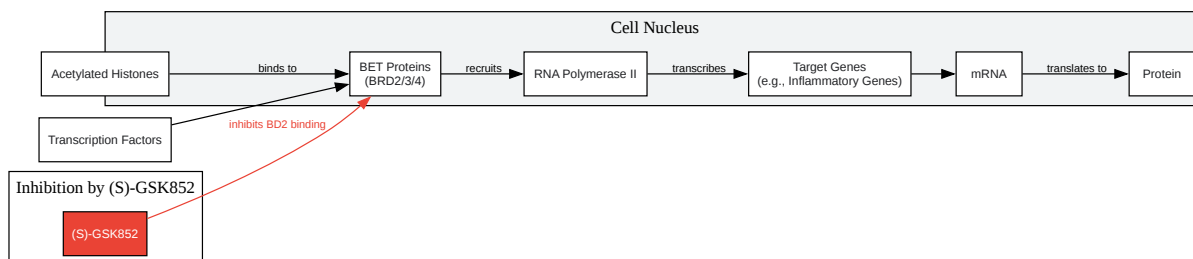 Cell Nucleus
Acetylated Histones
binds to
BET Proteins
(BRD2/3/4)
recruits
RNA Polymerase II
transcribes
Target Genes
(e.g., Inflammatory Genes)
mRNA
translates to
Protein
Transcription Factors
inhibits BD2 binding
Inhibition by (S)-GSK852
(S)-GSK852